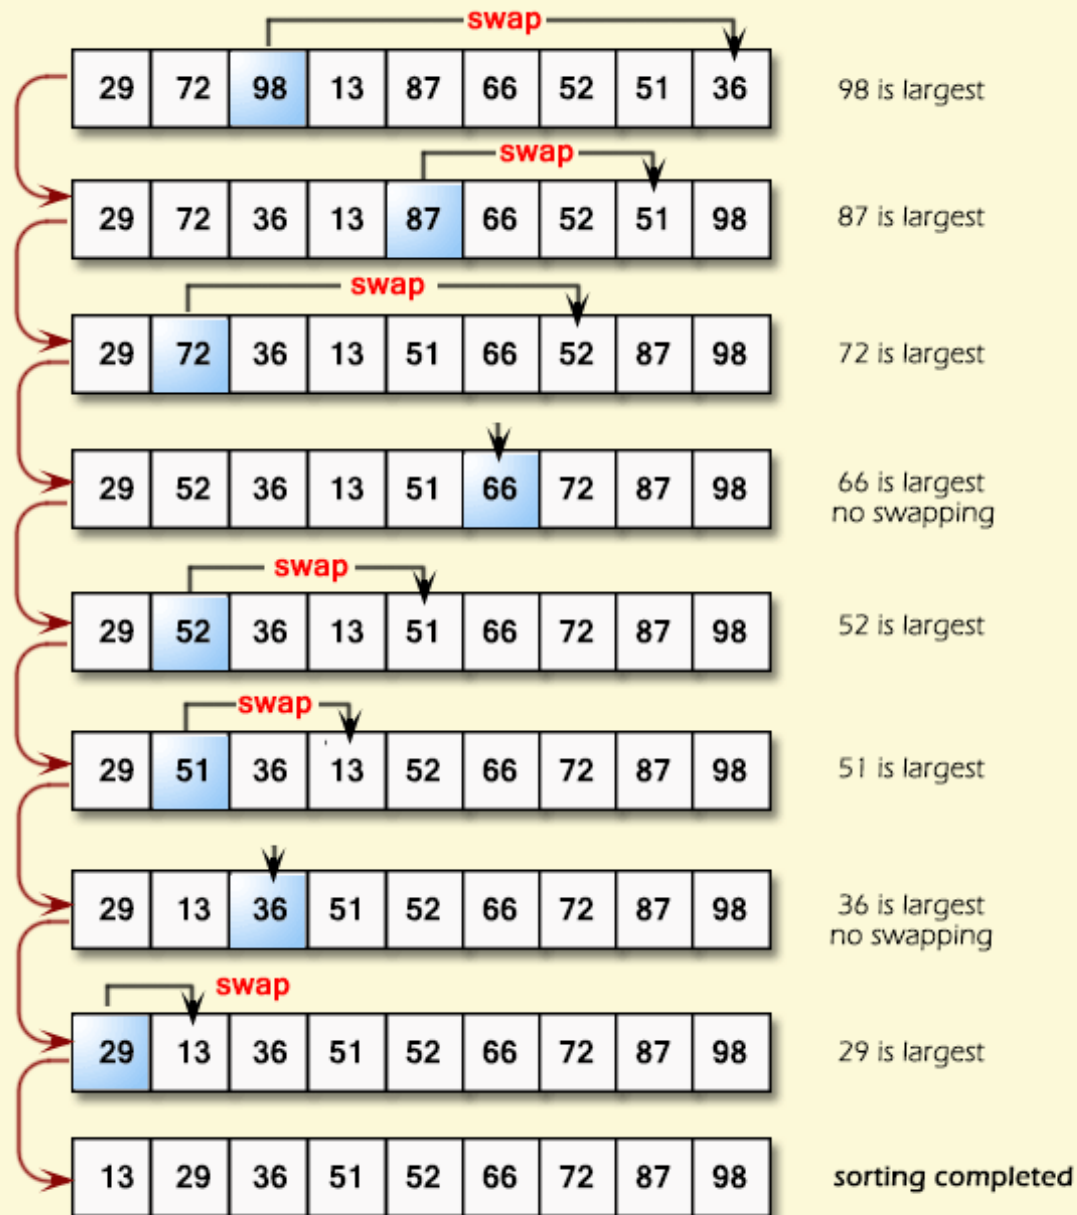 swap
29 72 98 13 87 66 52 51 36 98 is largest
swap
29 72 36 13 87 66 52 51 98 87 is largest
swap
29 72 36 13 51 66 52 87 98 72 is largest
29 52 36 13 51 66 72 87 98 66 is largest
no swapping
swap
29 52 36 13 51 66 72 87 98 52 is largest
swap
29 51 36 13 52 66 72 87 98 51 is largest
29 13 36 51 52 66 72 87 98 36 is largest
no swapping
swap
29 13 36 51 52 66 72 87 98 29 is largest
13 29 36 51 52 66 72 87 98 sorting completed